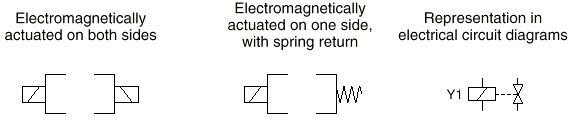 Electromagnetically
actuated on both sides
Electromagnetically
actuated on one side,
with spring return
Representation in
electrical circuit diagrams
Y1